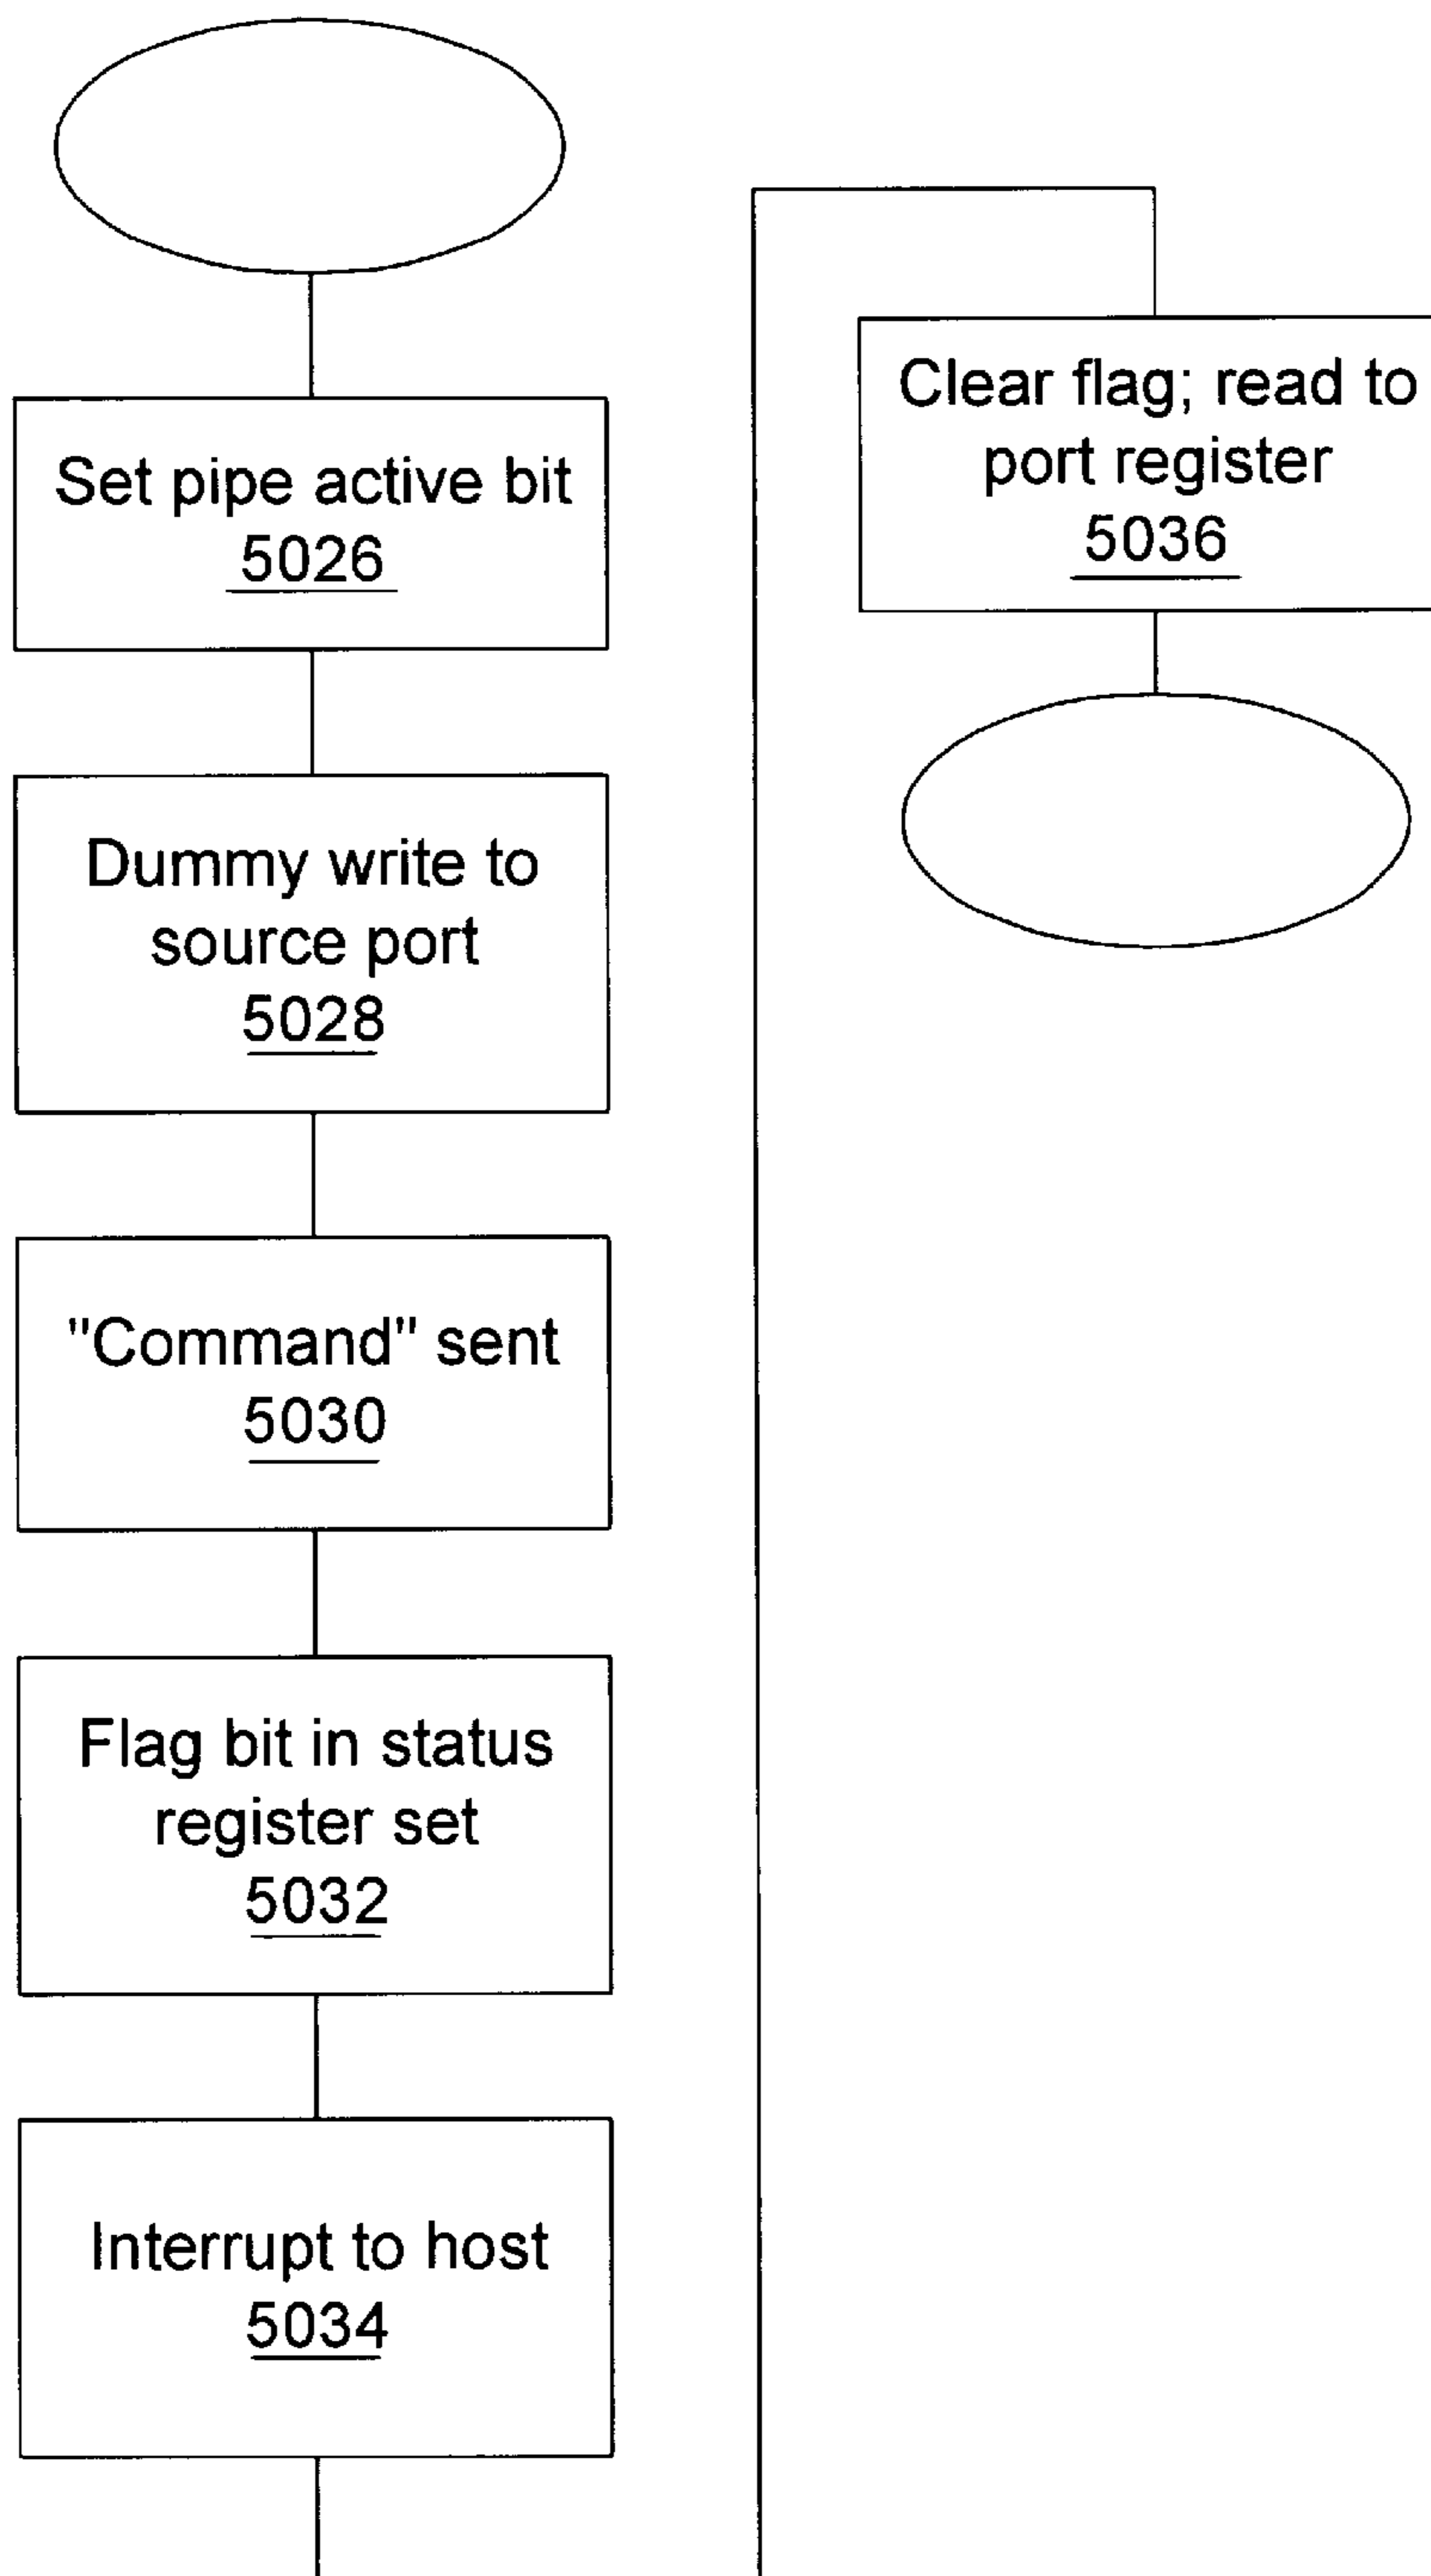 Set pipe active bit
5026
Dummy write to
source port
5028
"Command" sent
5030
Flag bit in status
register set
5032
Interrupt to host
5034
Clear flag; read to
port register
5036